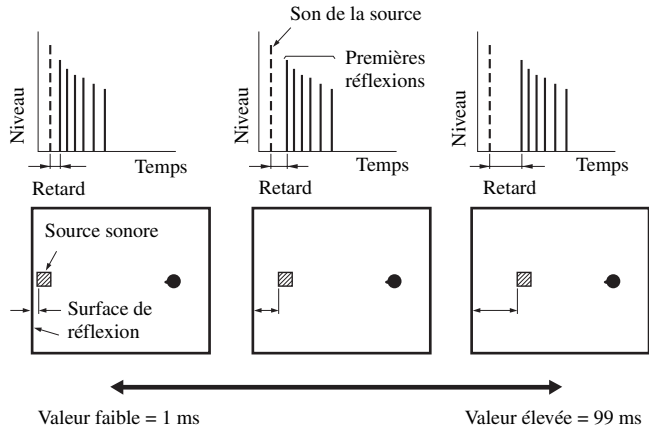 Son de la source
Premières
réflexions
Niveau
Temps
Retard
Niveau
Temps
Retard
Niveau
Temps
Retard
Source sonore
Surface de
réflexion
Valeur faible = 1 ms
Valeur élevée = 99 ms